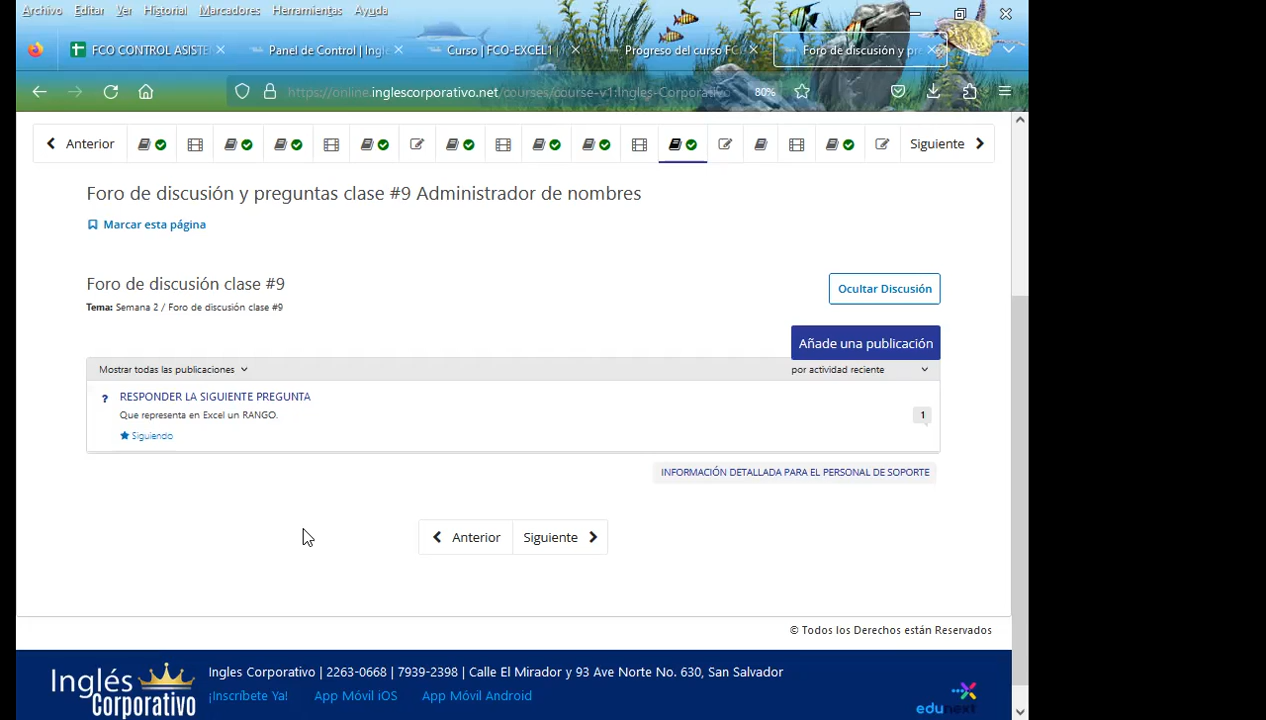 Archivo Editar Ver Historial Marcadores Herramientas Ayuda
FCO CONTROL ASISTE
Panel de Control | Ingle
Curso | FCO-EXCEL1 |
Progreso del curso FC
Foro de discusión y pre
https://online.inglescorporativo.net/courses/course-v1:Ingles-Corporativo
80%
Anterior
Siguiente
Foro de discusión y preguntas clase #9 Administrador de nombres
Marcar esta página
Foro de discusión clase #9
Ocultar Discusión
Tema: Semana 2 / Foro de discusión clase #9
Añade una publicación
Mostrar todas las publicaciones
por actividad reciente
? RESPONDER LA SIGUIENTE PREGUNTA
Que representa en Excel un RANGO.
1
Siguiendo
INFORMACIÓN DETALLADA PARA EL PERSONAL DE SOPORTE
Anterior Siguiente
© Todos los Derechos están Reservados
Inglés Corporativo
Ingles Corporativo | 2263-0668 | 7939-2398 | Calle El Mirador y 93 Ave Norte No. 630, San Salvador
¡Inscríbete Ya! App Móvil iOS App Móvil Android
edunext